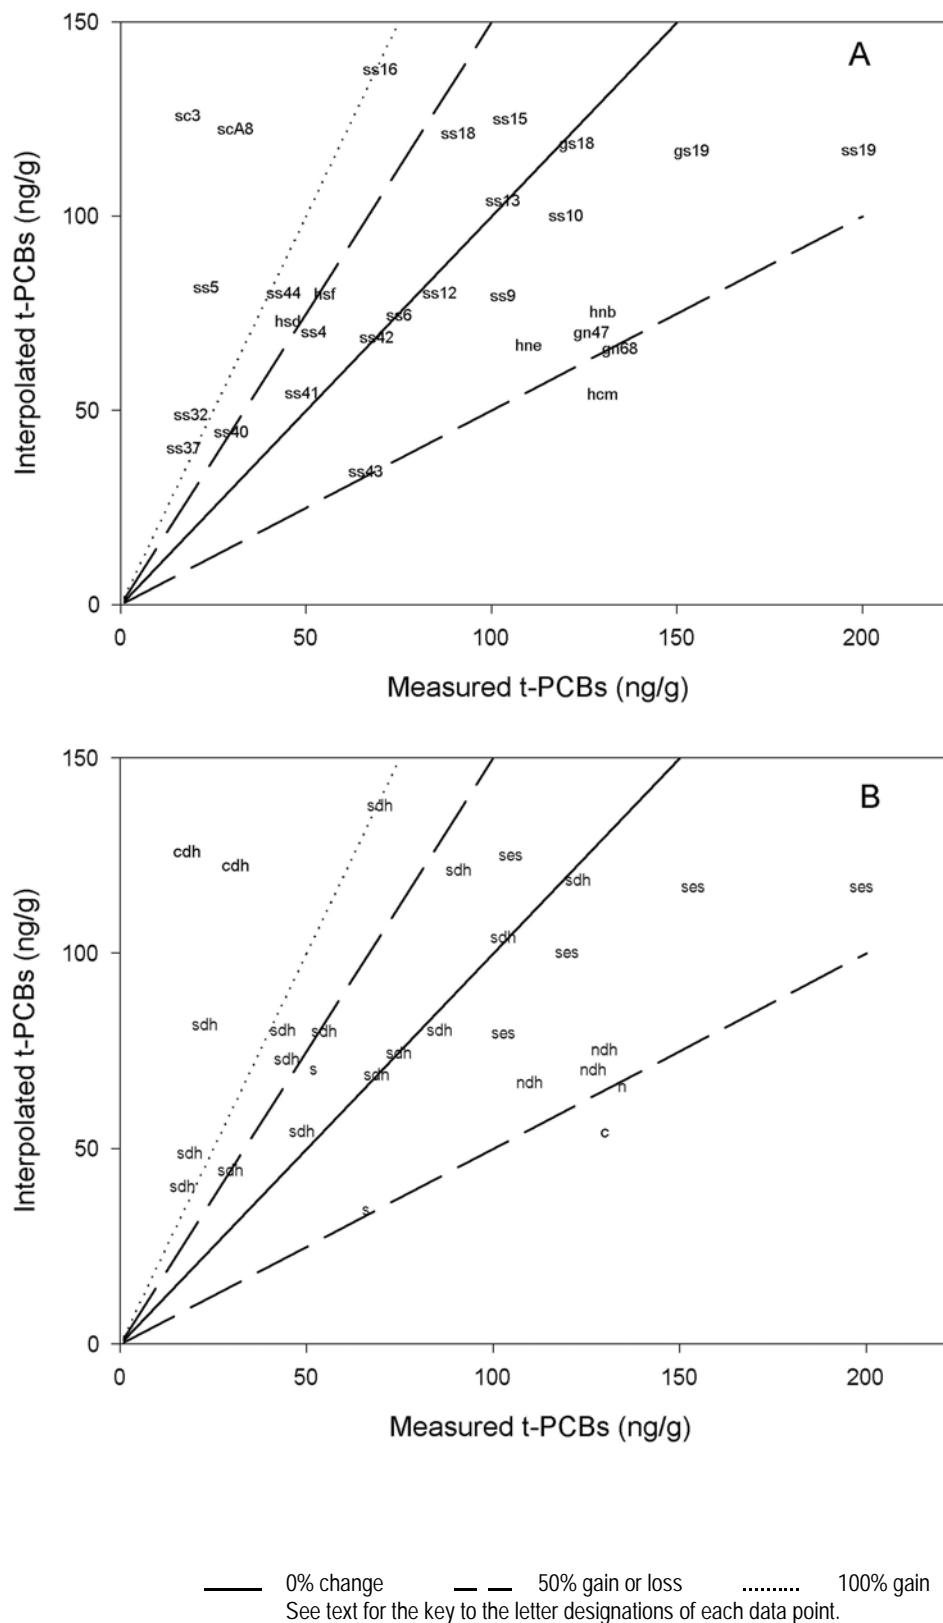 150
A
ss16
sc3
scA8
ss15
ss18
gs18
gs19
ss19
ss13
100
ss10
ss5
ss44
hsf
ss12
ss9
hnb
hsd
ss6
ss4
gn47
ss42
hne
gn68
ss41
hcm
50
ss32
ss40
ss37
ss43
0
0 50 100 150 200
Interpolated t-PCBs (ng/g)
Measured t-PCBs (ng/g)
150
B
sdh
cdh
cdh
ses
sdh
sdh
ses
ses
sdh
100
ses
sdh
sdh
sdh
sdh
ses
ndh
sdh
sdh
s
ndh
sdh
ndh
n
sdh
c
50
sdh
sdh
sdh
s
0
0 50 100 150 200
Interpolated t-PCBs (ng/g)
Measured t-PCBs (ng/g)
0% change 50% gain or loss 100% gain
See text for the key to the letter designations of each data point.